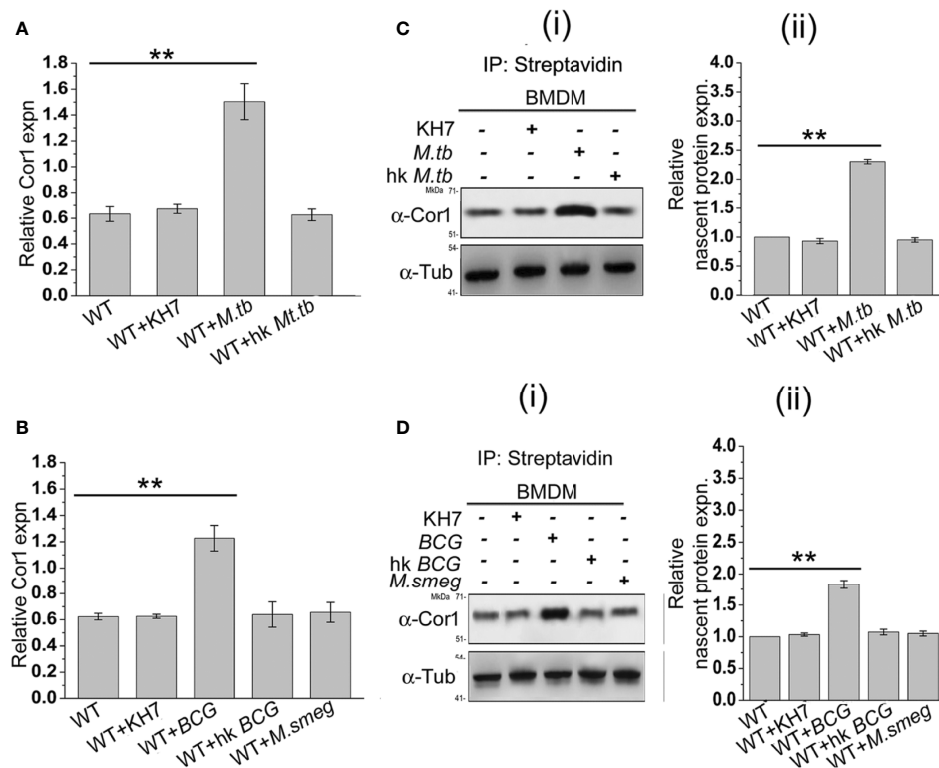 A
Relative Cor1 expn
1.8
1.6
1.4
1.2
1.0
0.8
0.6
0.4
0.2
0.0
**
WT
WT+KH7
WT+M.tb
WT+hk Mt.tb
C
(i)
IP: Streptavidin
BMDM
KH7 - + - -
M.tb - - + -
hk M.tb - - - +
MkDa
71-
α-Cor1
51-
54-
α-Tub
41-
(ii)
Relative
nascent protein expn.
4.0
3.5
3.0
2.5
2.0
1.5
1.0
0.5
0.0
**
WT
WT+KH7
WT+M.tb
WT+hk M.tb
B
Relative Cor1 expn
1.8
1.6
1.4
1.2
1.0
0.8
0.6
0.4
0.2
0.0
**
WT
WT+KH7
WT+BCG
WT+hk BCG
WT+M.smeg
D
(i)
IP: Streptavidin
BMDM
KH7 - + - - -
BCG - - + - -
hk BCG - - - + -
M.smeg - - - - +
MkDa
71-
α-Cor1
51-
54-
α-Tub
41-
(ii)
Relative
nascent protein expn.
4.0
3.5
3.0
2.5
2.0
1.5
1.0
0.5
0.0
**
WT
WT+KH7
WT+BCG
WT+hk BCG
WT+M.smeg